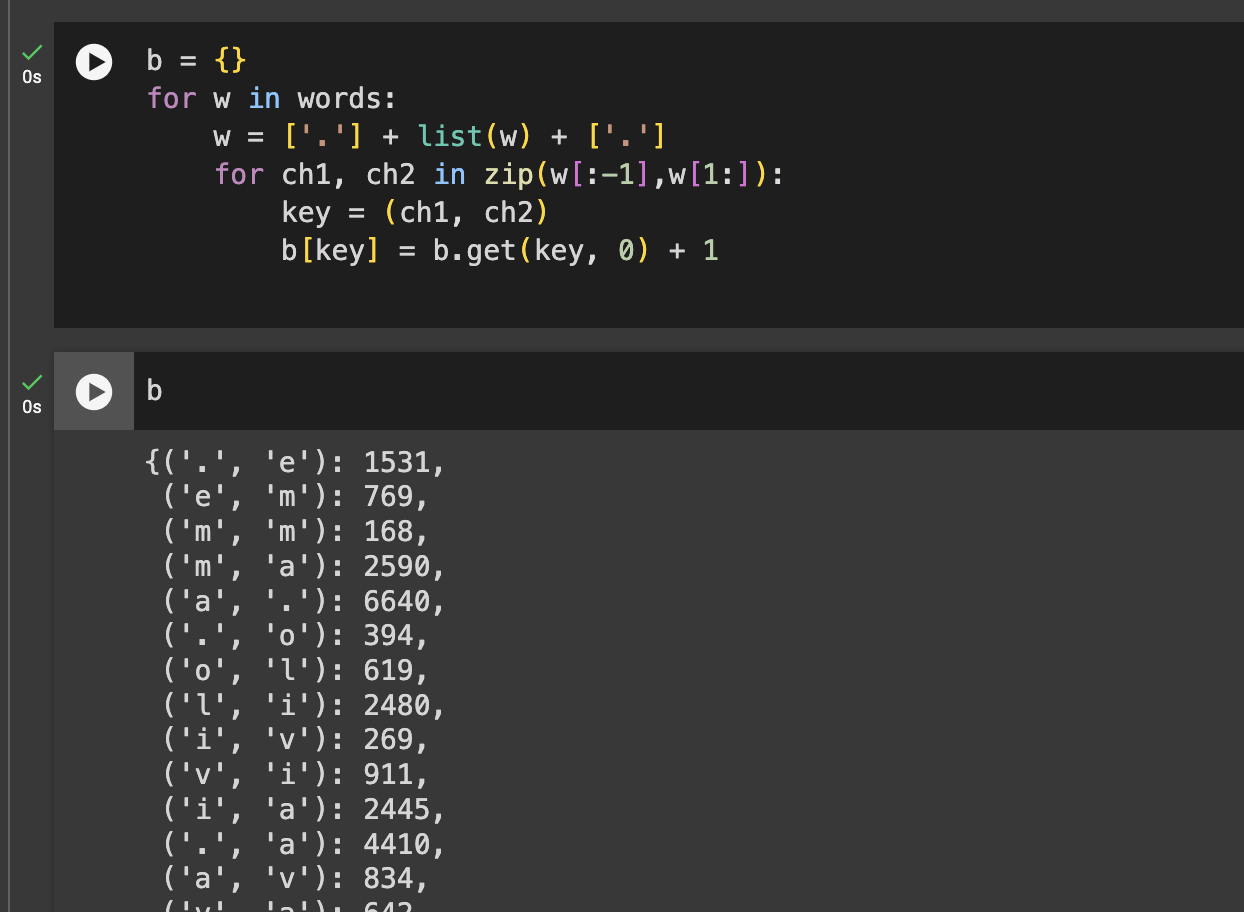 0s
b = {}
for w in words:
    w = ['.'] + list(w) + ['.']
    for ch1, ch2 in zip(w[:-1],w[1:]):
        key = (ch1, ch2)
        b[key] = b.get(key, 0) + 1
0s
b
{('.', 'e'): 1531,
 ('e', 'm'): 769,
 ('m', 'm'): 168,
 ('m', 'a'): 2590,
 ('a', '.'): 6640,
 ('.', 'o'): 394,
 ('o', 'l'): 619,
 ('l', 'i'): 2480,
 ('i', 'v'): 269,
 ('v', 'i'): 911,
 ('i', 'a'): 2445,
 ('.', 'a'): 4410,
 ('a', 'v'): 834,